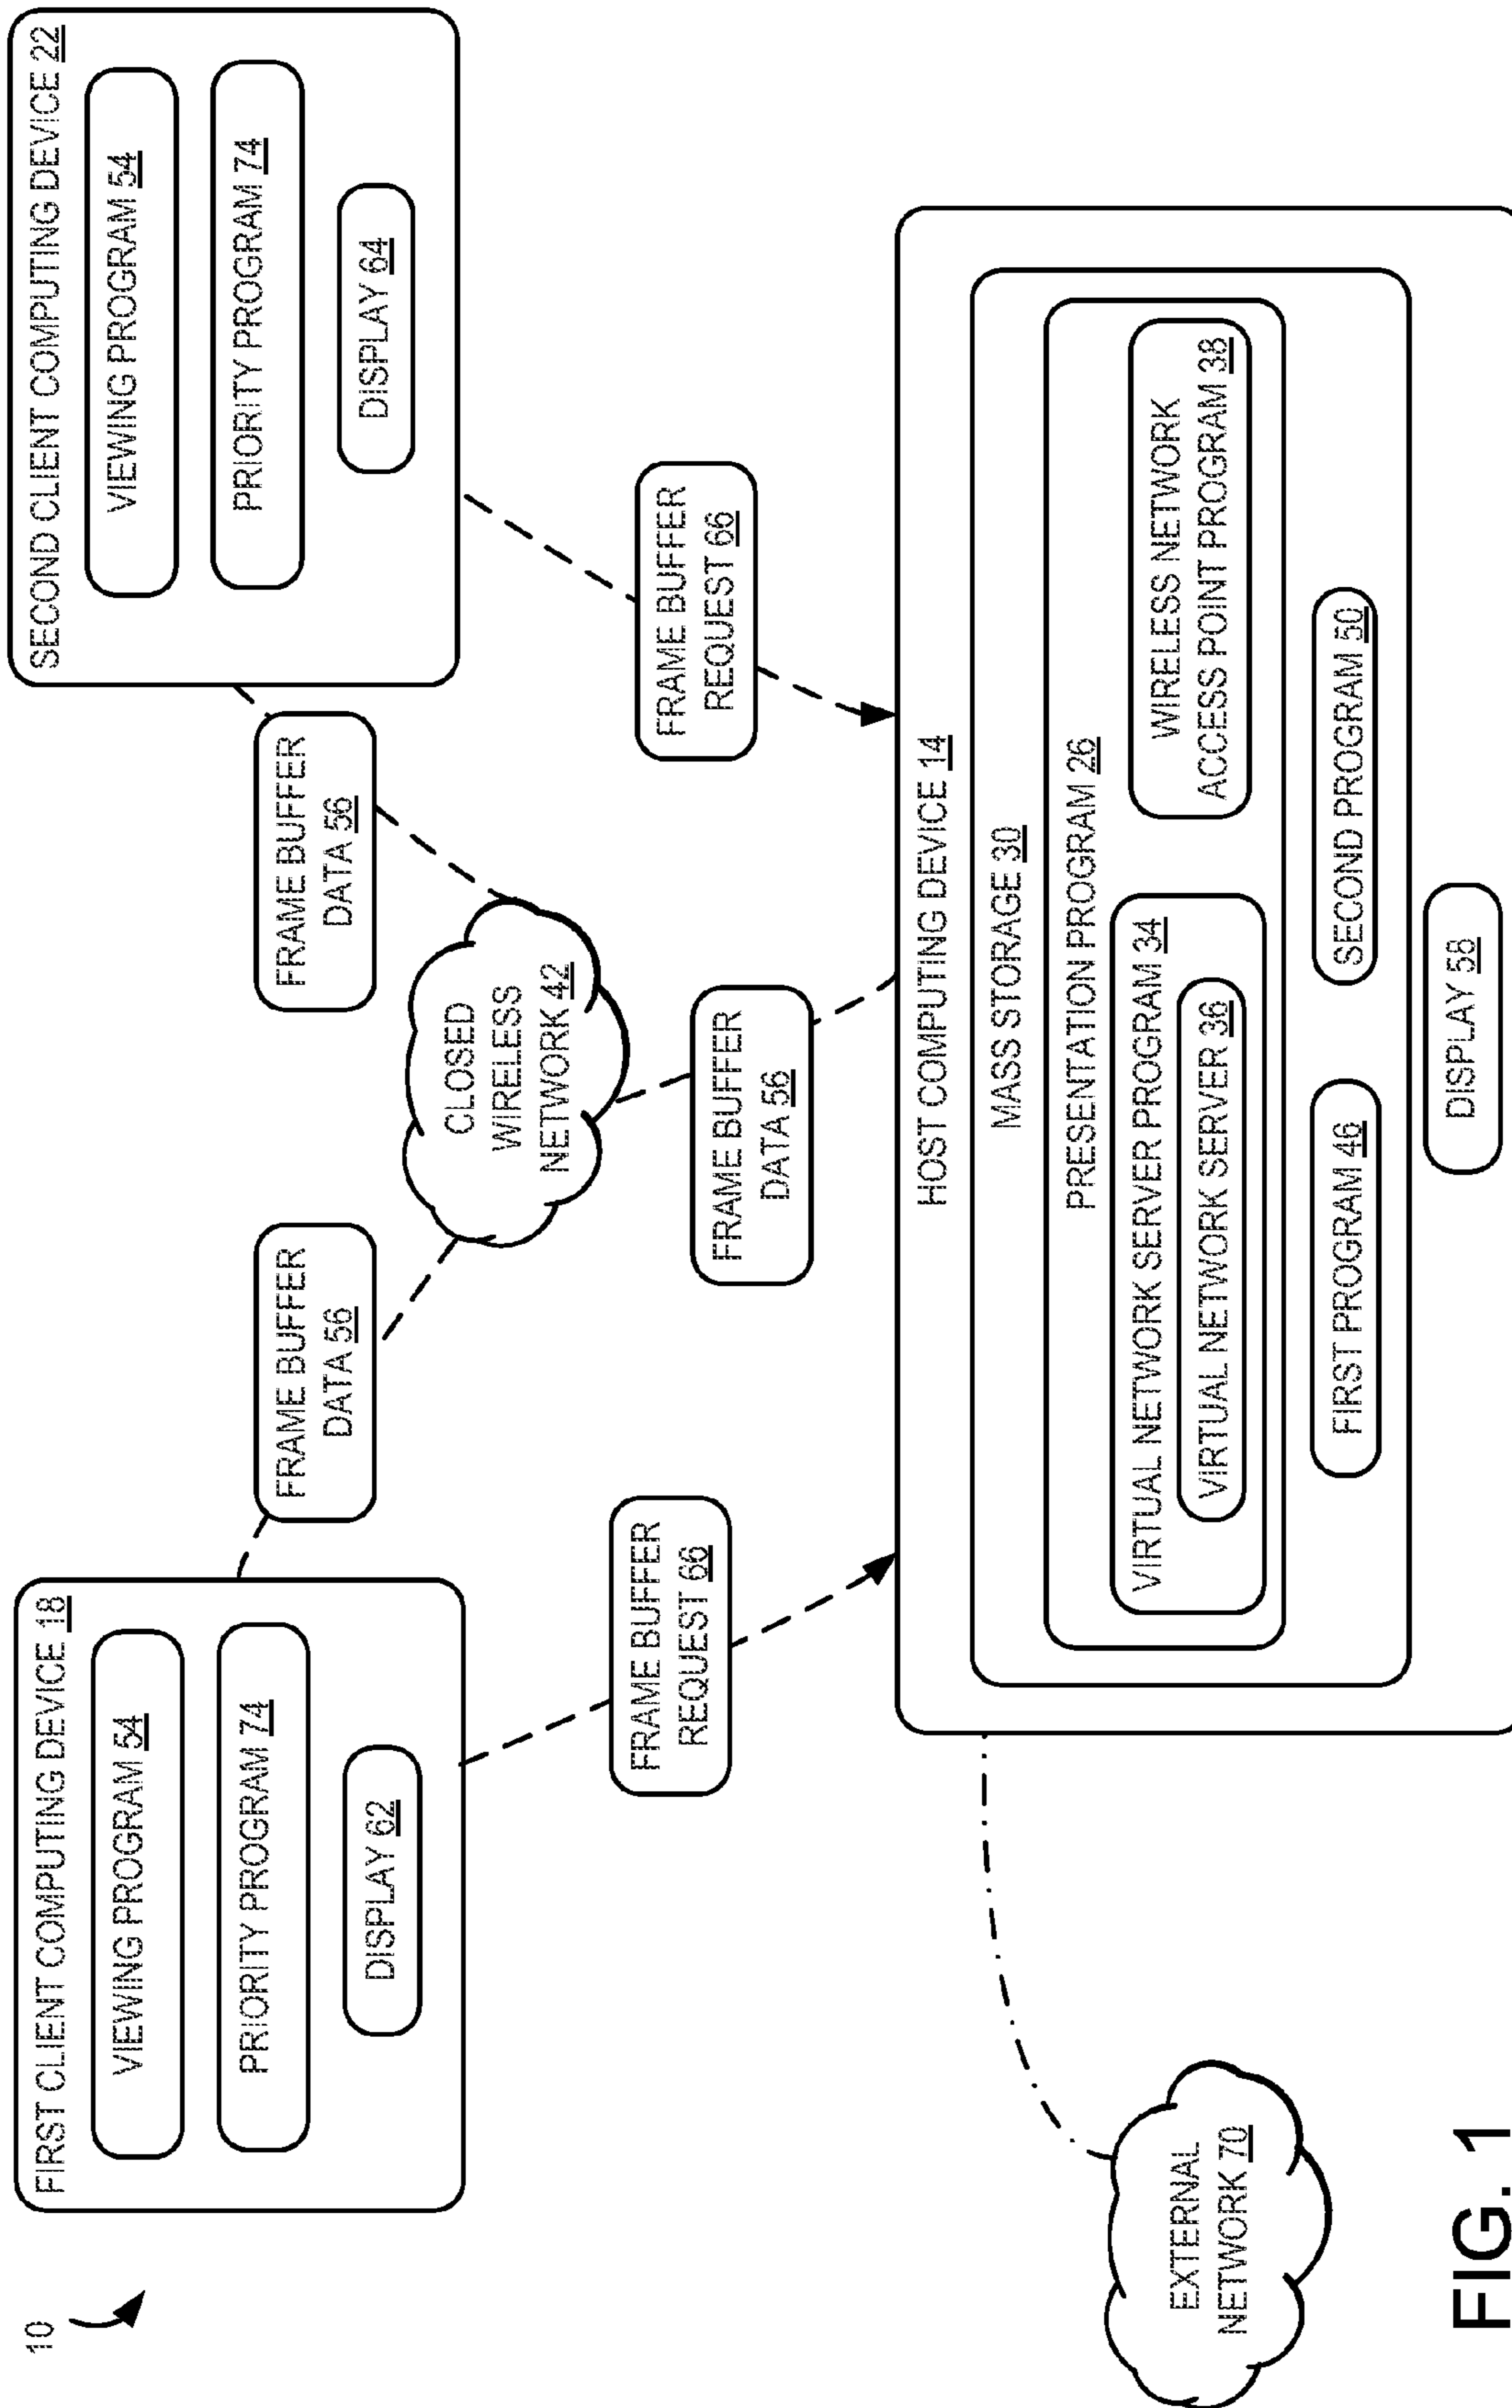 10
FIRST CLIENT COMPUTING DEVICE 18
VIEWING PROGRAM 54
PRIORITY PROGRAM 74
DISPLAY 62
SECOND CLIENT COMPUTING DEVICE 22
VIEWING PROGRAM 54
PRIORITY PROGRAM 74
DISPLAY 64
FRAME BUFFER
DATA 56
FRAME BUFFER
DATA 56
CLOSED
WIRELESS
NETWORK 42
FRAME BUFFER
REQUEST 66
FRAME BUFFER
DATA 56
FRAME BUFFER
REQUEST 66
HOST COMPUTING DEVICE 14
MASS STORAGE 30
PRESENTATION PROGRAM 26
VIRTUAL NETWORK SERVER PROGRAM 34
VIRTUAL NETWORK SERVER 36
WIRELESS NETWORK
ACCESS POINT PROGRAM 38
FIRST PROGRAM 46
SECOND PROGRAM 50
DISPLAY 58
EXTERNAL
NETWORK 70
FIG. 1